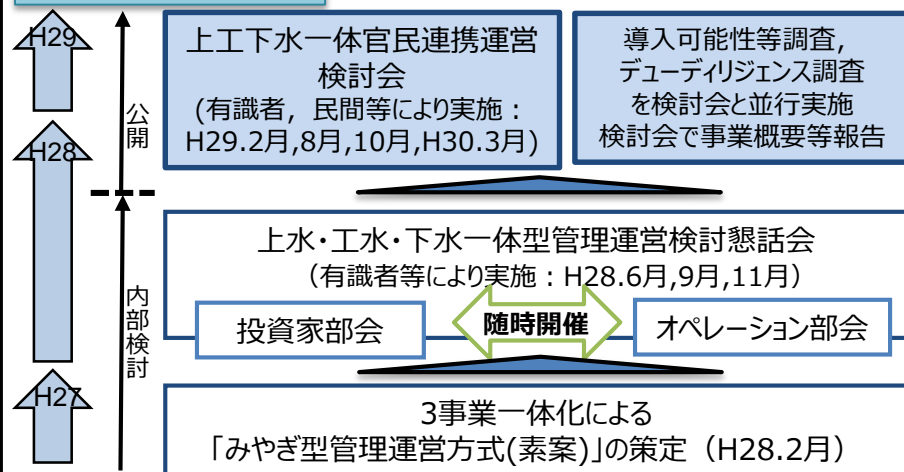 H29
上工下水一体官民連携運営
検討会
(有識者，民間等により実施：
H29.2月,8月,10月,H30.3月)
導入可能性等調査，
デューディリジェンス調査
を検討会と並行実施
検討会で事業概要等報告
公開
H28
上水・工水・下水一体型管理運営検討懇話会
（有識者等により実施：H28.6月,9月,11月）
投資家部会
随時開催
オペレーション部会
内部検討
H27
3事業一体化による
「みやぎ型管理運営方式(素案)」の策定（H28.2月）